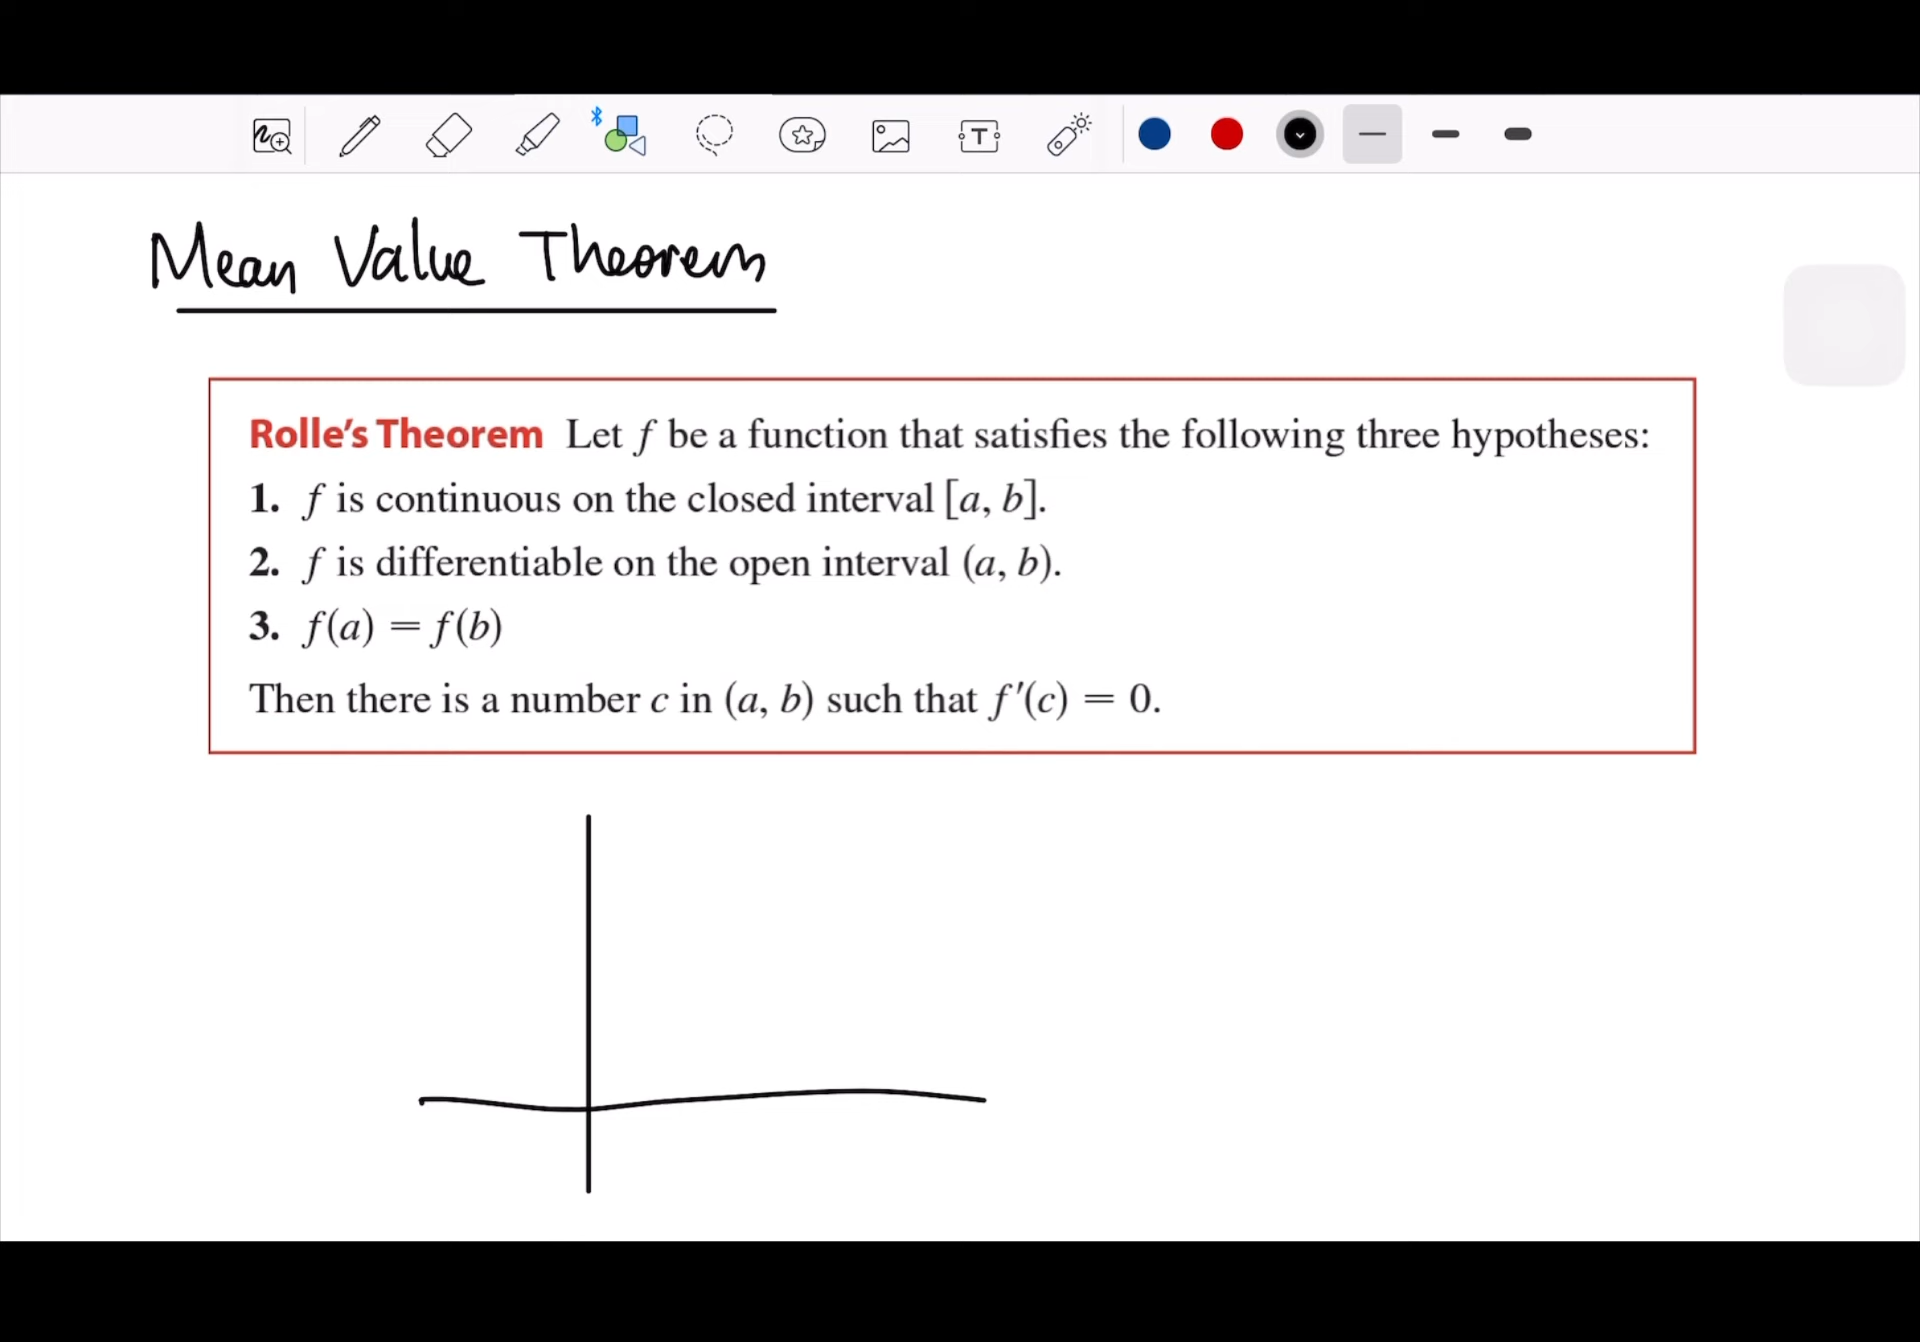 Mean Value Theorem
Rolle's Theorem Let f be a function that satisfies the following three hypotheses:
1. f is continuous on the closed interval [a, b].
2. f is differentiable on the open interval (a, b).
3. f(a) = f(b)
Then there is a number c in (a, b) such that f′(c) = 0.